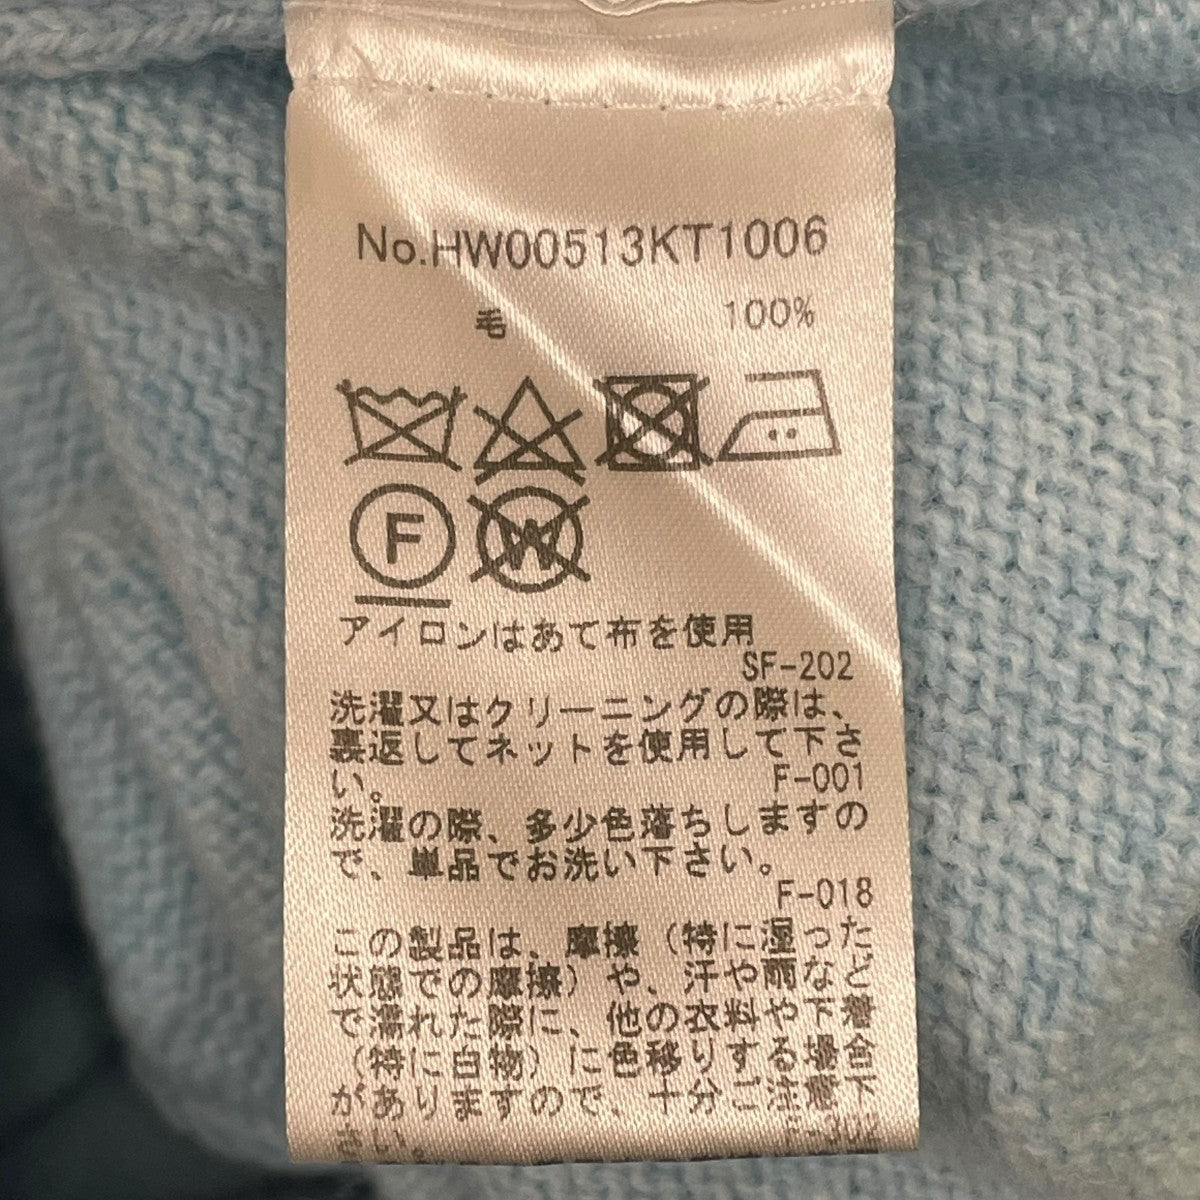 No.HW00513KT1006
毛 100%
F W
アイロンはあて布を使用
SF-202
洗濯又はクリーニングの際は、
裏返してネットを使用して下さ
い。 F-001
洗濯の際、多少色落ちしますの
で、単品でお洗い下さい。
F-018
この製品は、摩擦（特に湿った
状態での摩擦）や、汗や雨など
で濡れた際に、他の衣料や下着
（特に白物）に色移りする場合
がありますので、十分ご注意下
さい。 F-302